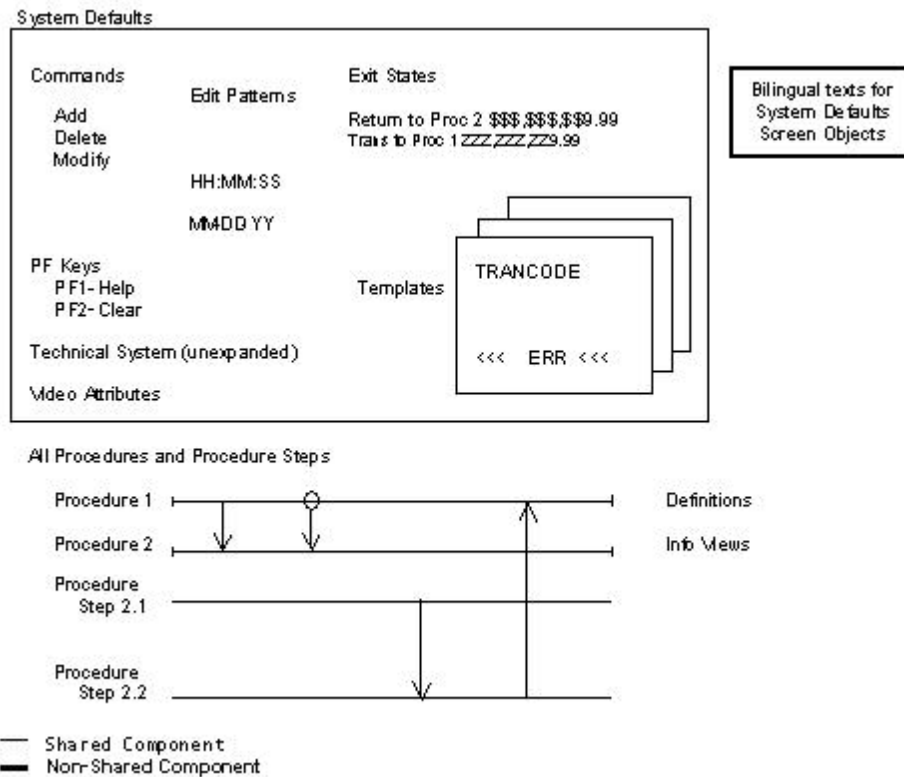 System Defaults
Commands
Add
Delete
Modify
Edit Patterns
HH:MM:SS
MMDD YY
Exit States
Return to Proc 2 $$$,$$$,$$9.99
Trans to Proc 1 ZZZ,ZZZ,ZZ9.99
PF Keys
PF1- Help
PF2- Clear
Templates
TRANCODE
<<< ERR <<<
Technical System (unexpanded)
Video Attributes
Bilingual texts for
System Defaults
Screen Objects
All Procedures and Procedure Steps
Procedure 1
Definitions
Procedure 2
Info Views
Procedure
Step 2.1
Procedure
Step 2.2
Shared Component
Non-Shared Component